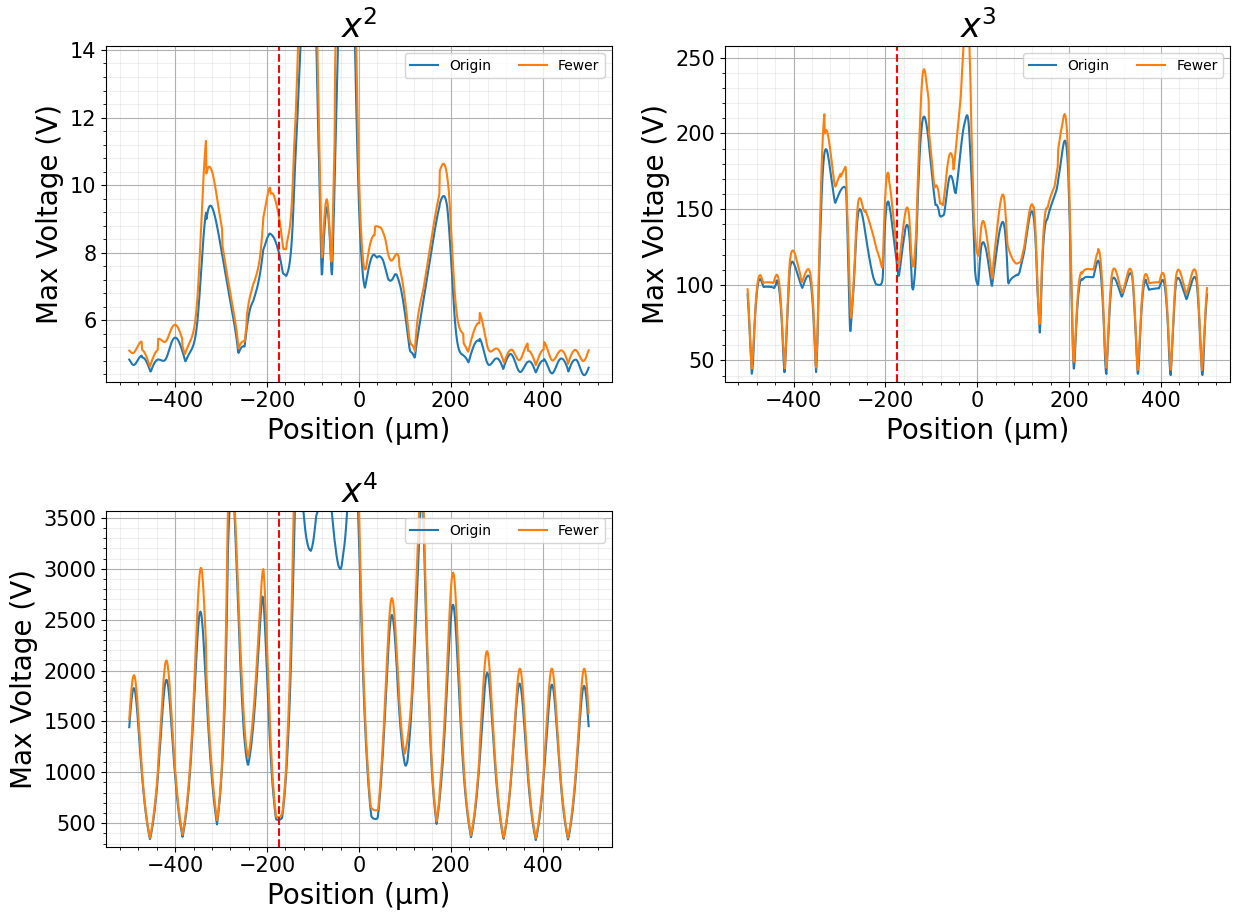 x²
Max Voltage (V)
14
12
10
8
6
Origin
Fewer
−400
−200
0
200
400
Position (μm)
x³
Max Voltage (V)
250
200
150
100
50
Origin
Fewer
−400
−200
0
200
400
Position (μm)
x⁴
Max Voltage (V)
3500
3000
2500
2000
1500
1000
500
Origin
Fewer
−400
−200
0
200
400
Position (μm)